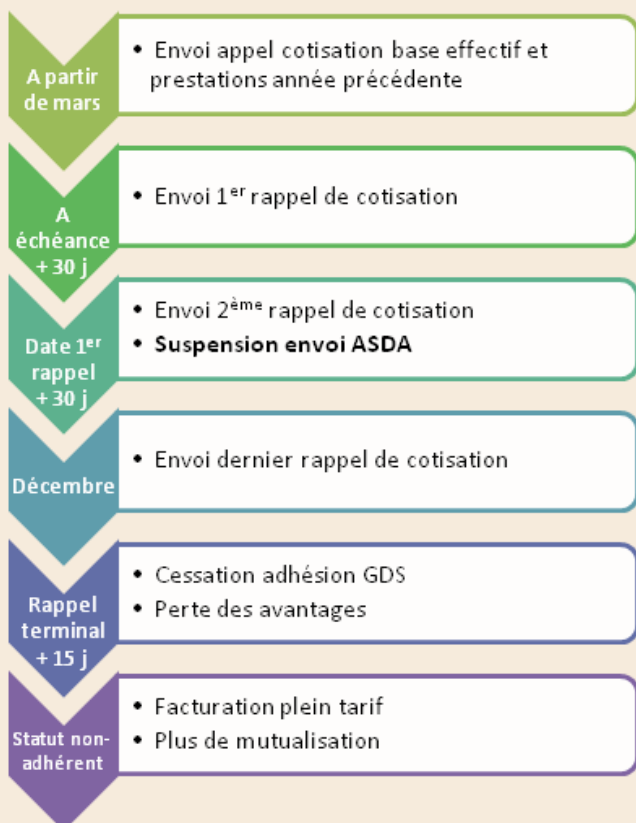 A partir
de mars
• Envoi appel cotisation base effectif et
prestations année précédente
A
échéance
+ 30 j
• Envoi 1er rappel de cotisation
Date 1er
rappel
+ 30 j
• Envoi 2ème rappel de cotisation
• Suspension envoi ASDA
Décembre
• Envoi dernier rappel de cotisation
Rappel
terminal
+ 15 j
• Cessation adhésion GDS
• Perte des avantages
Statut non-
adhérent
• Facturation plein tarif
• Plus de mutualisation